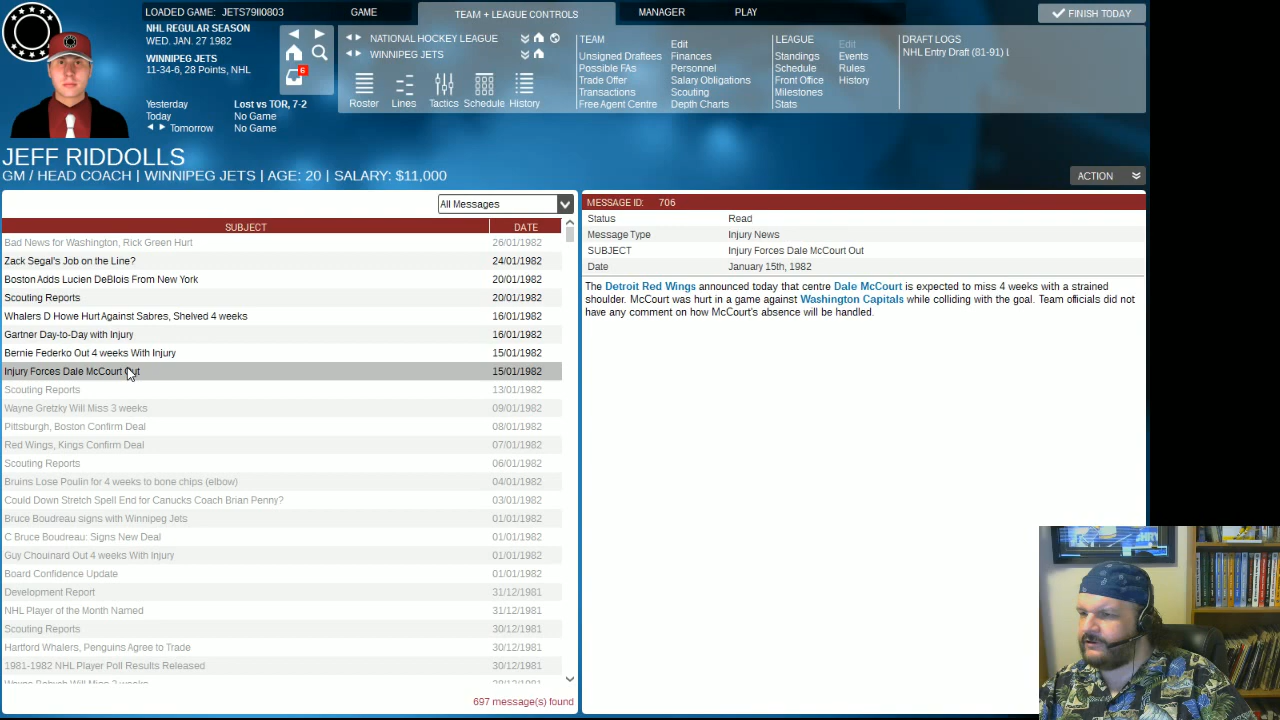 LOADED GAME: JETS79II0803
GAME
TEAM + LEAGUE CONTROLS
MANAGER
PLAY
FINISH TODAY
NHL REGULAR SEASON
WED. JAN. 27 1982
WINNIPEG JETS
11-34-6, 28 Points, NHL
Yesterday Lost vs TOR, 7-2
Today No Game
Tomorrow No Game
6
NATIONAL HOCKEY LEAGUE
WINNIPEG JETS
Roster Lines Tactics Schedule History
TEAM
Unsigned Draftees
Possible FAs
Trade Offer
Transactions
Free Agent Centre
Edit
Finances
Personnel
Salary Obligations
Scouting
Depth Charts
LEAGUE
Standings
Schedule
Front Office
Milestones
Stats
Edit
Events
Rules
History
DRAFT LOGS
NHL Entry Draft (81-91) l
JEFF RIDDOLLS
GM / HEAD COACH | WINNIPEG JETS | AGE: 20 | SALARY: $11,000
ACTION
All Messages
SUBJECT DATE
Bad News for Washington, Rick Green Hurt 26/01/1982
Zack Segal's Job on the Line? 24/01/1982
Boston Adds Lucien DeBlois From New York 20/01/1982
Scouting Reports 20/01/1982
Whalers D Howe Hurt Against Sabres, Shelved 4 weeks 16/01/1982
Gartner Day-to-Day with Injury 16/01/1982
Bernie Federko Out 4 weeks With Injury 15/01/1982
Injury Forces Dale McCourt Out 15/01/1982
Scouting Reports 13/01/1982
Wayne Gretzky Will Miss 3 weeks 09/01/1982
Pittsburgh, Boston Confirm Deal 08/01/1982
Red Wings, Kings Confirm Deal 07/01/1982
Scouting Reports 06/01/1982
Bruins Lose Poulin for 4 weeks to bone chips (elbow) 04/01/1982
Could Down Stretch Spell End for Canucks Coach Brian Penny? 03/01/1982
Bruce Boudreau signs with Winnipeg Jets 01/01/1982
C Bruce Boudreau: Signs New Deal 01/01/1982
Guy Chouinard Out 4 weeks With Injury 01/01/1982
Board Confidence Update 01/01/1982
Development Report 31/12/1981
NHL Player of the Month Named 31/12/1981
Scouting Reports 30/12/1981
Hartford Whalers, Penguins Agree to Trade 30/12/1981
1981-1982 NHL Player Poll Results Released 30/12/1981
697 message(s) found
MESSAGE ID: 706
Status Read
Message Type Injury News
SUBJECT Injury Forces Dale McCourt Out
Date January 15th, 1982
The Detroit Red Wings announced today that centre Dale McCourt is expected to miss 4 weeks with a strained
shoulder. McCourt was hurt in a game against Washington Capitals while colliding with the goal. Team officials did not
have any comment on how McCourt's absence will be handled.